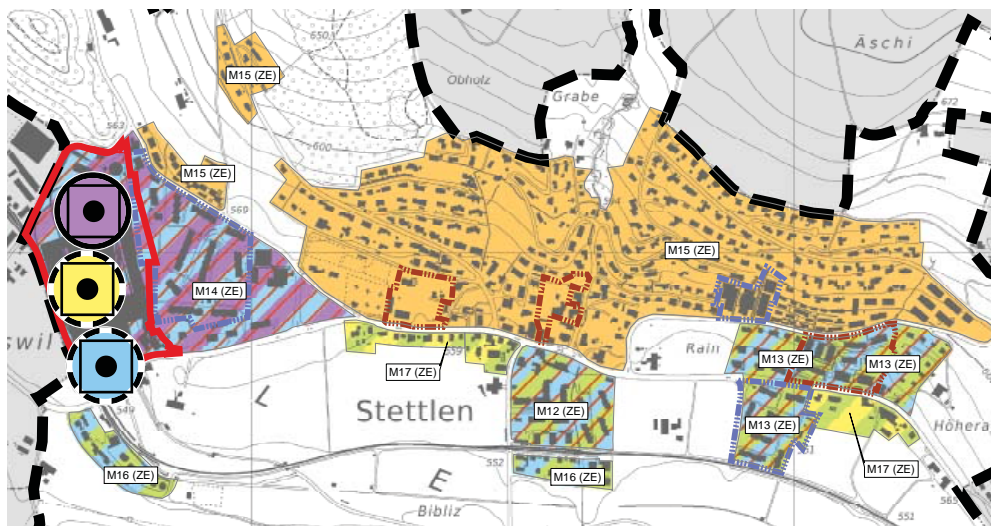 650
Äschi
M15 (ZE)
Obholz
Grabe
672
563
600
M15 (ZE)
560
M15 (ZE)
M14 (ZE)
swil
Rain
M13 (ZE)
M13 (ZE)
559
M17 (ZE)
L
Stettlen
M12 (ZE)
549
M13 (ZE)
Höhera
M17 (ZE)
552
M16 (ZE)
M16 (ZE)
E
565
551
Bibliz